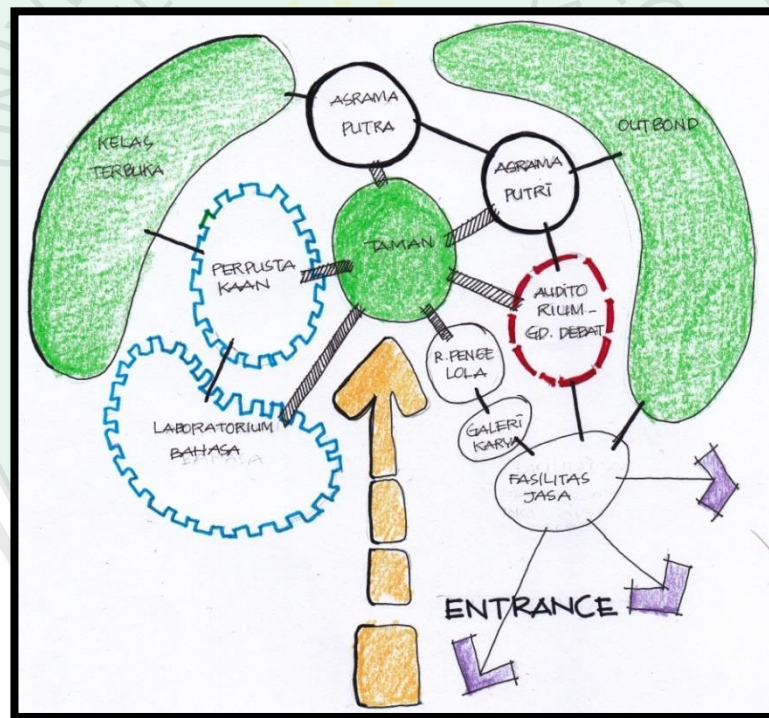 AGRAMA
PUTRA
KELAS
TERBUKA
OUTBOND
AGRAMA
PUTRI
TAMAN
PERPUSTA
KAAN
AUDITO
RIUM-
GD. DEBAT
R. PENGE
LOLA
GALERI
KARYA
LABORATORIUM
BAHASA
FASILITAS
JASA
ENTRANCE